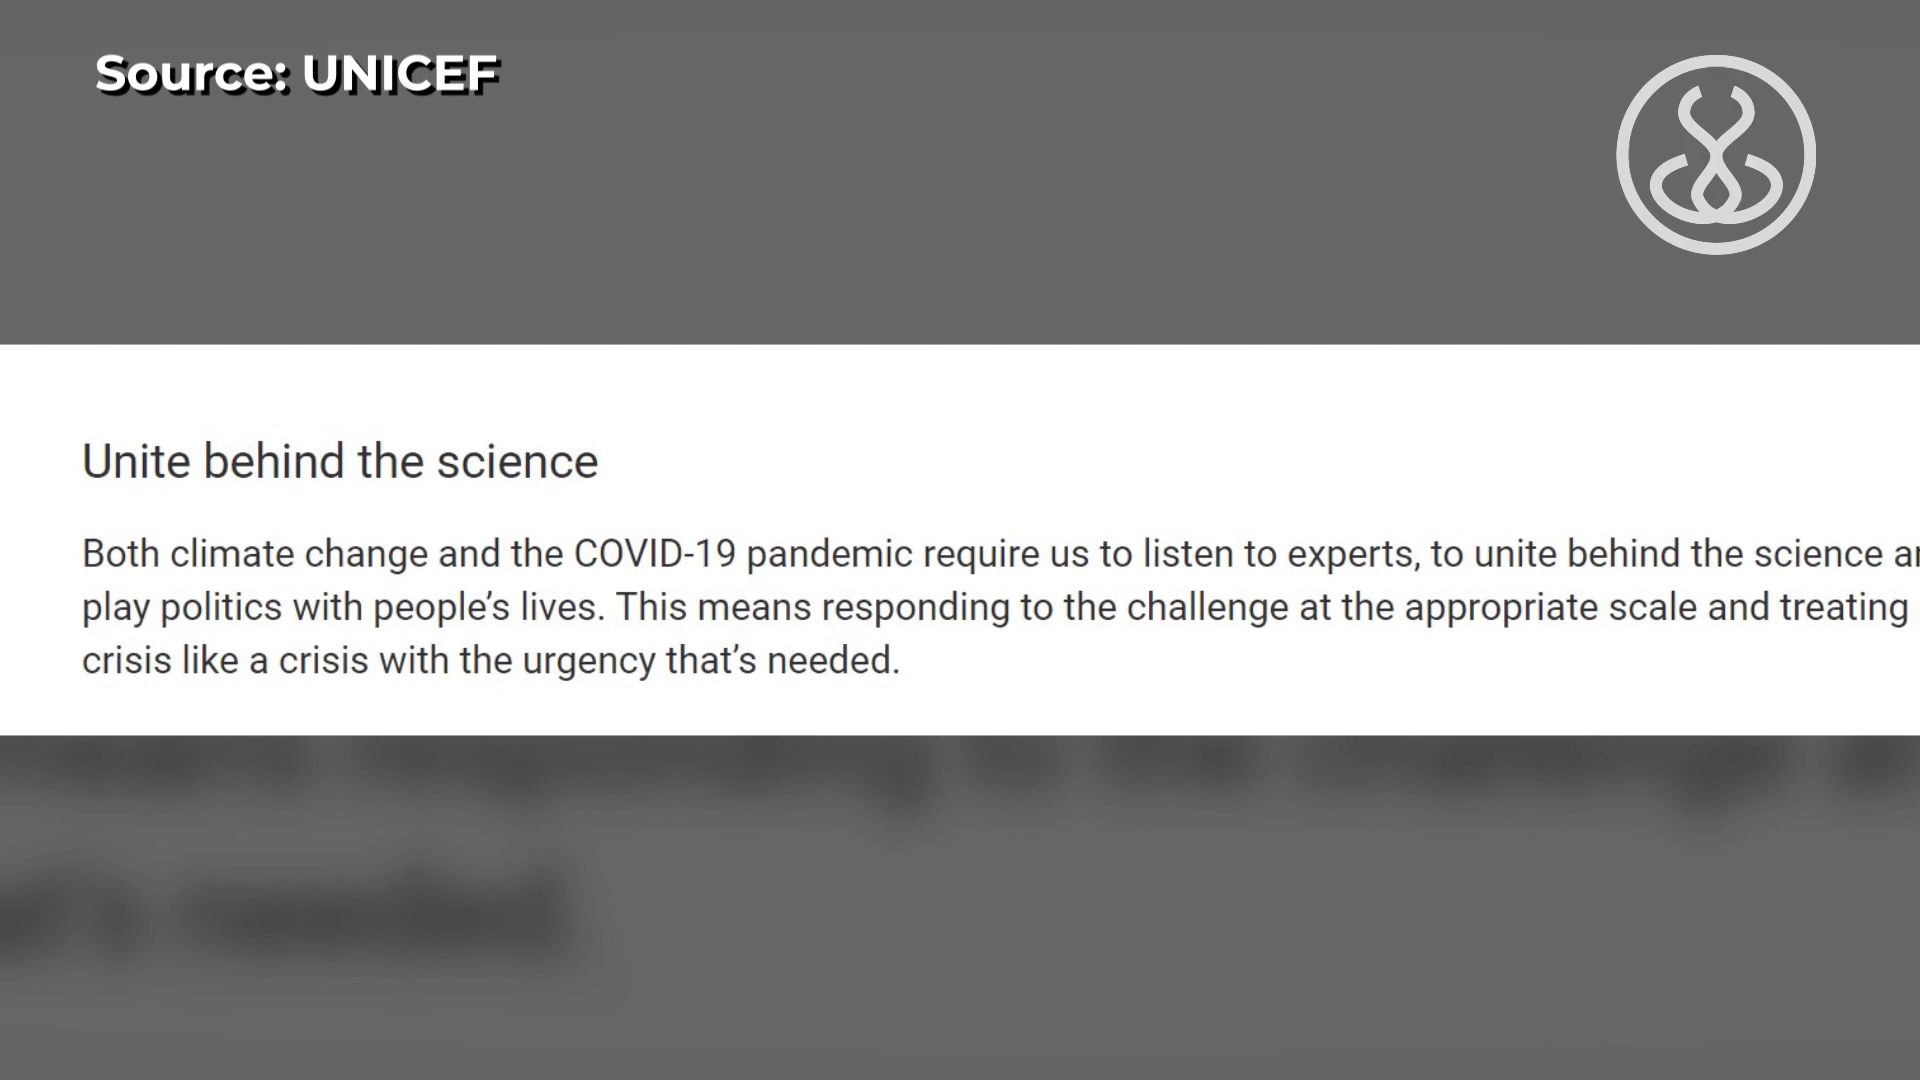 Source: UNICEF
Unite behind the science
Both climate change and the COVID-19 pandemic require us to listen to experts, to unite behind the science
play politics with people’s lives. This means responding to the challenge at the appropriate scale and treating
crisis like a crisis with the urgency that’s needed.